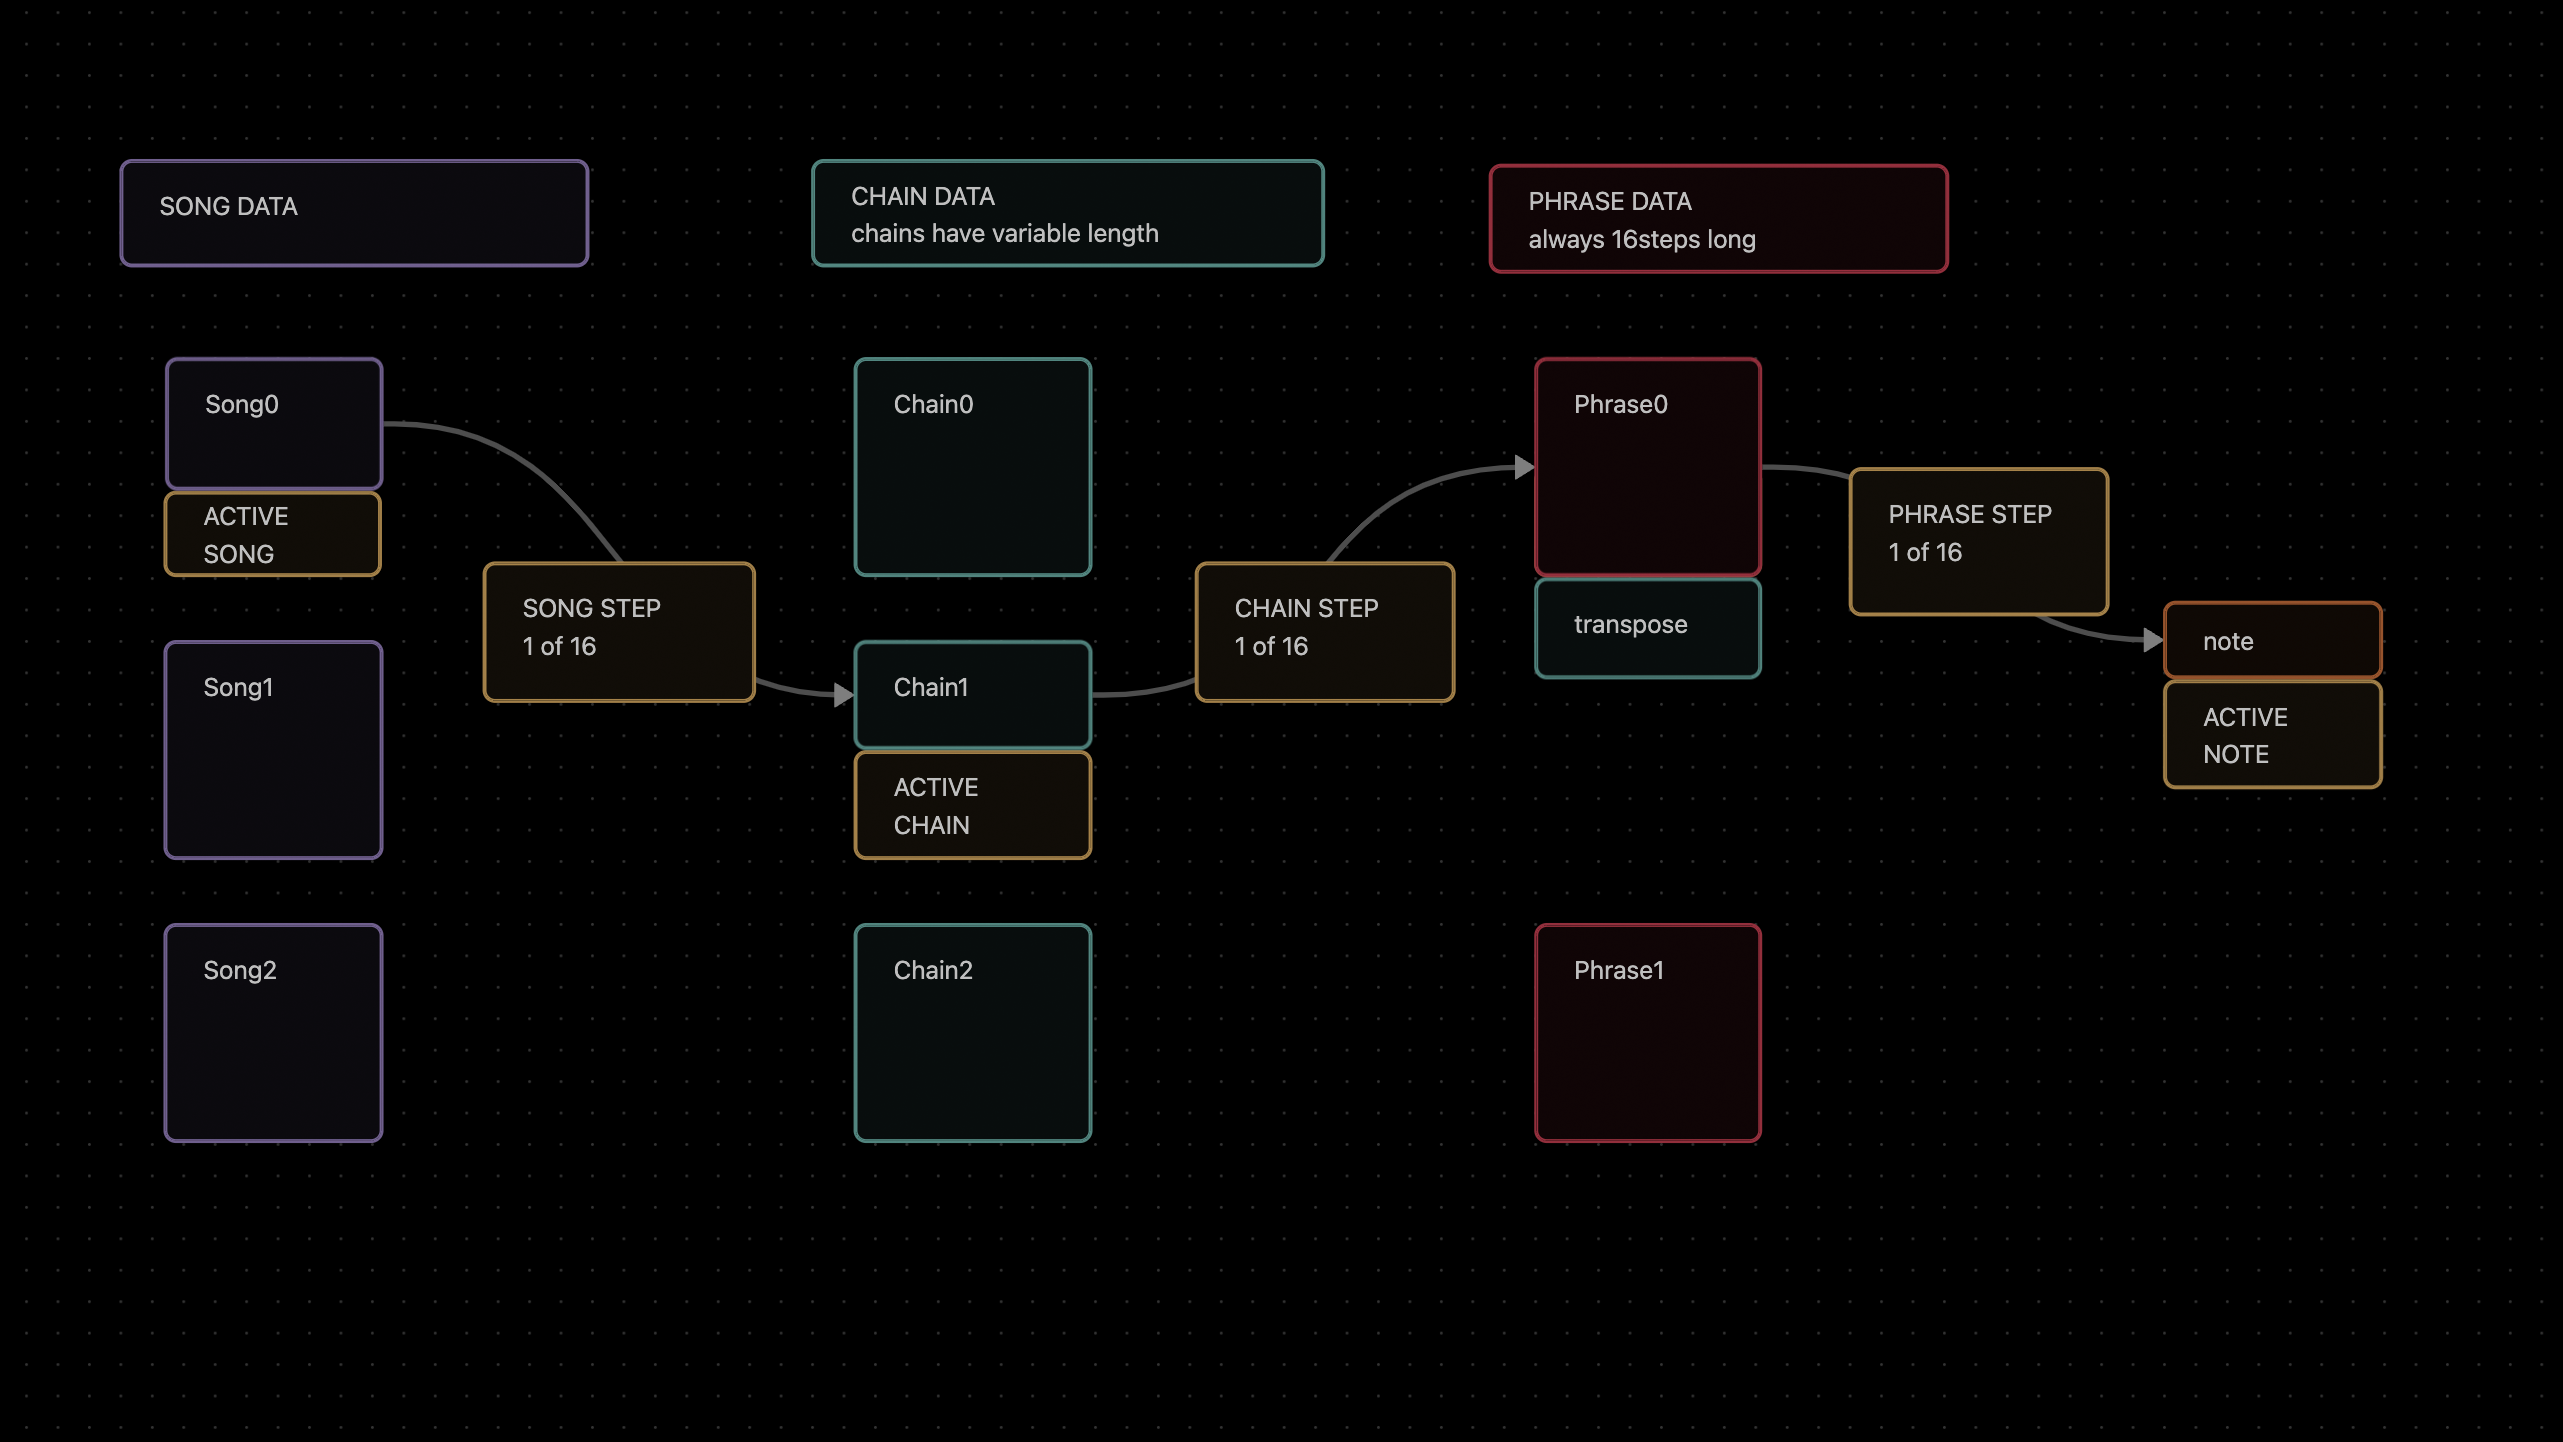 SONG DATA
CHAIN DATA
chains have variable length
PHRASE DATA
always 16steps long
Song0
ACTIVE
SONG
SONG STEP
1 of 16
Song1
Song2
Chain0
Chain1
ACTIVE
CHAIN
CHAIN STEP
1 of 16
Chain2
Phrase0
transpose
PHRASE STEP
1 of 16
note
ACTIVE
NOTE
Phrase1